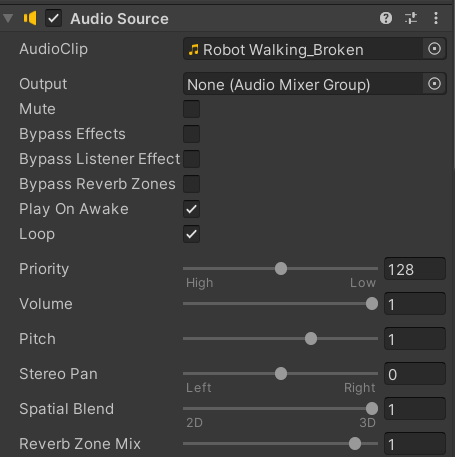 Audio Source
AudioClip
Robot Walking_Broken
Output
None (Audio Mixer Group)
Mute
Bypass Effects
Bypass Listener Effect
Bypass Reverb Zones
Play On Awake
Loop
Priority
128
High
Low
Volume
1
Pitch
1
Stereo Pan
0
Left
Right
Spatial Blend
1
2D
3D
Reverb Zone Mix
1